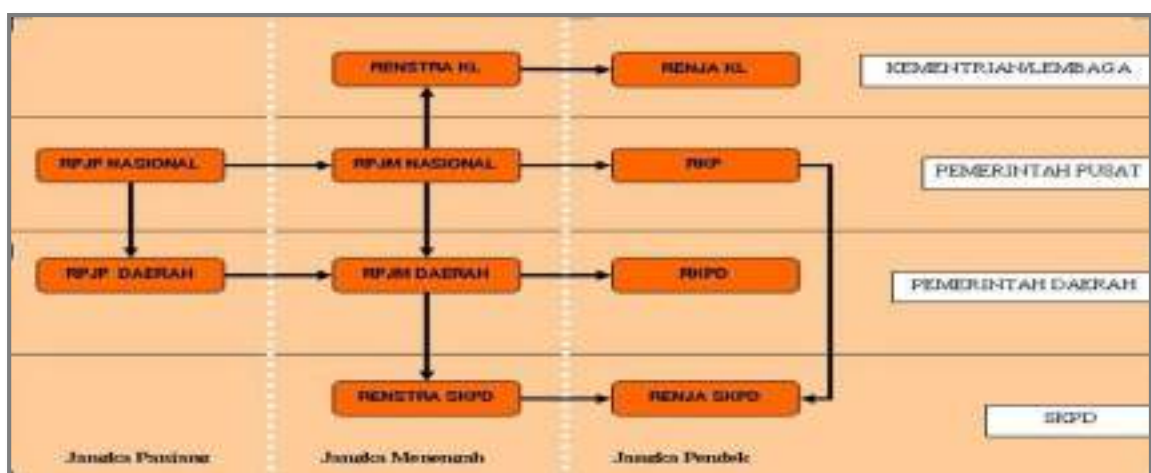 RENSTRA KL
RENJA KL
KEMENTRIAN/LEMBAGA
RPJP NASIONAL
RPJM NASIONAL
RKP
PEMERINTAH PUSAT
RPJP DAERAH
RPJM DAERAH
RKPD
PEMERINTAH DAERAH
RENSTRA SKPD
RENJA SKPD
SKPD
Jangka Panjang
Jangka Menengah
Jangka Pendek